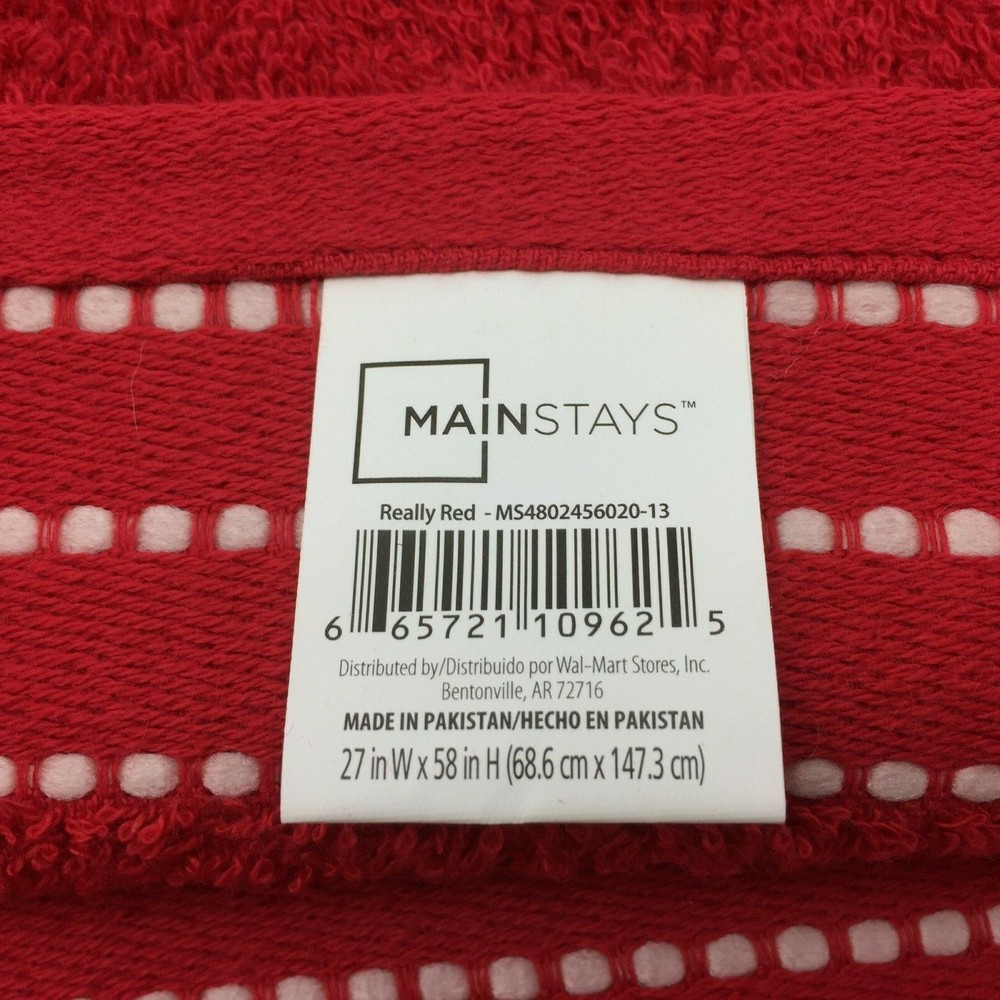 MAINSTAYS™
Really Red - MS4802456020-13
6 65721 10962 5
Distributed by/Distribuido por Wal-Mart Stores, Inc.
Bentonville, AR 72716
MADE IN PAKISTAN/HECHO EN PAKISTAN
27 in W x 58 in H (68.6 cm x 147.3 cm)